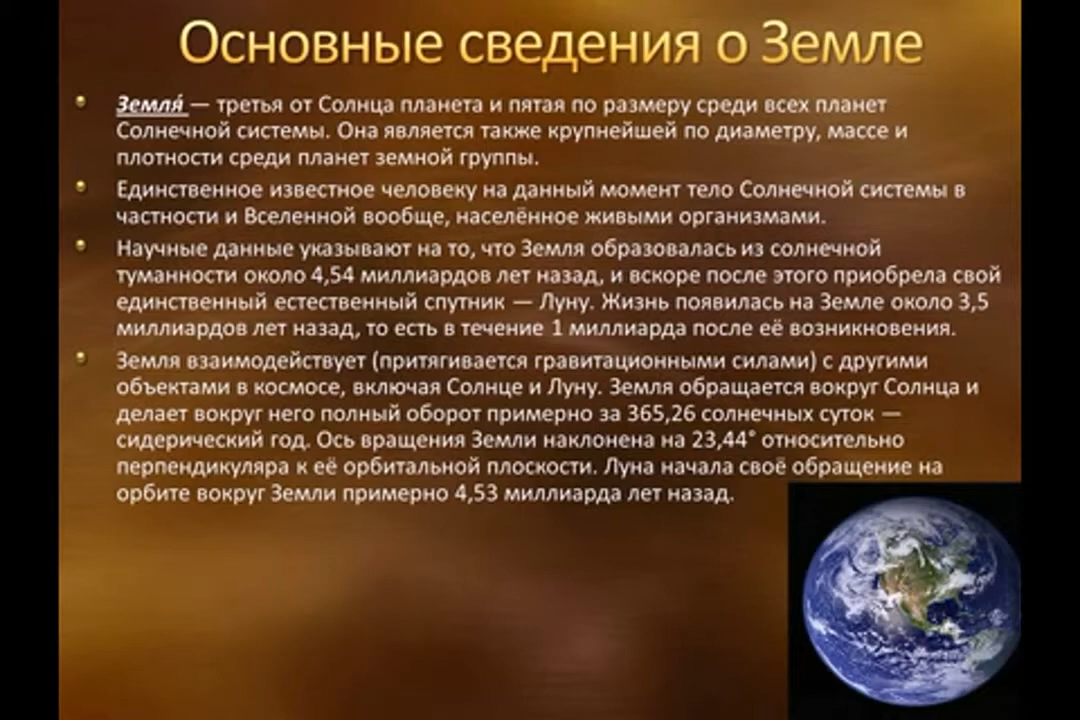 Основные сведения о Земле
• Земля́ — третья от Солнца планета и пятая по размеру среди всех планет
Солнечной системы. Она является также крупнейшей по диаметру, массе и
плотности среди планет земной группы.
• Единственное известное человеку на данный момент тело Солнечной системы в
частности и Вселенной вообще, населённое живыми организмами.
• Научные данные указывают на то, что Земля образовалась из солнечной
туманности около 4,54 миллиардов лет назад, и вскоре после этого приобрела свой
единственный естественный спутник — Луну. Жизнь появилась на Земле около 3,5
миллиардов лет назад, то есть в течение 1 миллиарда после её возникновения.
• Земля взаимодействует (притягивается гравитационными силами) с другими
объектами в космосе, включая Солнце и Луну. Земля обращается вокруг Солнца и
делает вокруг него полный оборот примерно за 365,26 солнечных суток —
сидерический год. Ось вращения Земли наклонена на 23,44° относительно
перпендикуляра к её орбитальной плоскости. Луна начала своё обращение на
орбите вокруг Земли примерно 4,53 миллиарда лет назад.